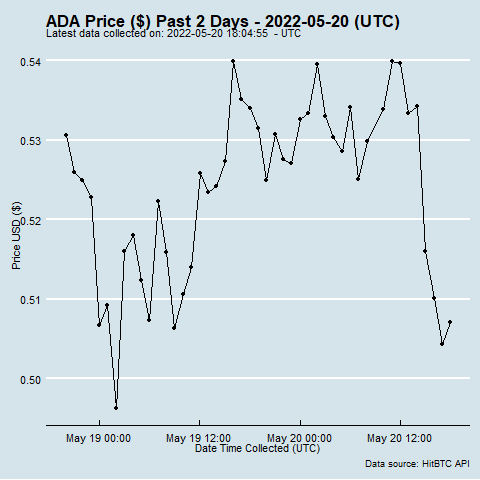 ADA Price ($) Past 2 Days - 2022-05-20 (UTC)
Latest data collected on: 2022-05-20 18:04:55 - UTC
0.54
0.53
0.52
0.51
0.50
Price USD ($)
May 19 00:00 May 19 12:00 May 20 00:00 May 20 12:00
Date Time Collected (UTC)
Data source: HitBTC API